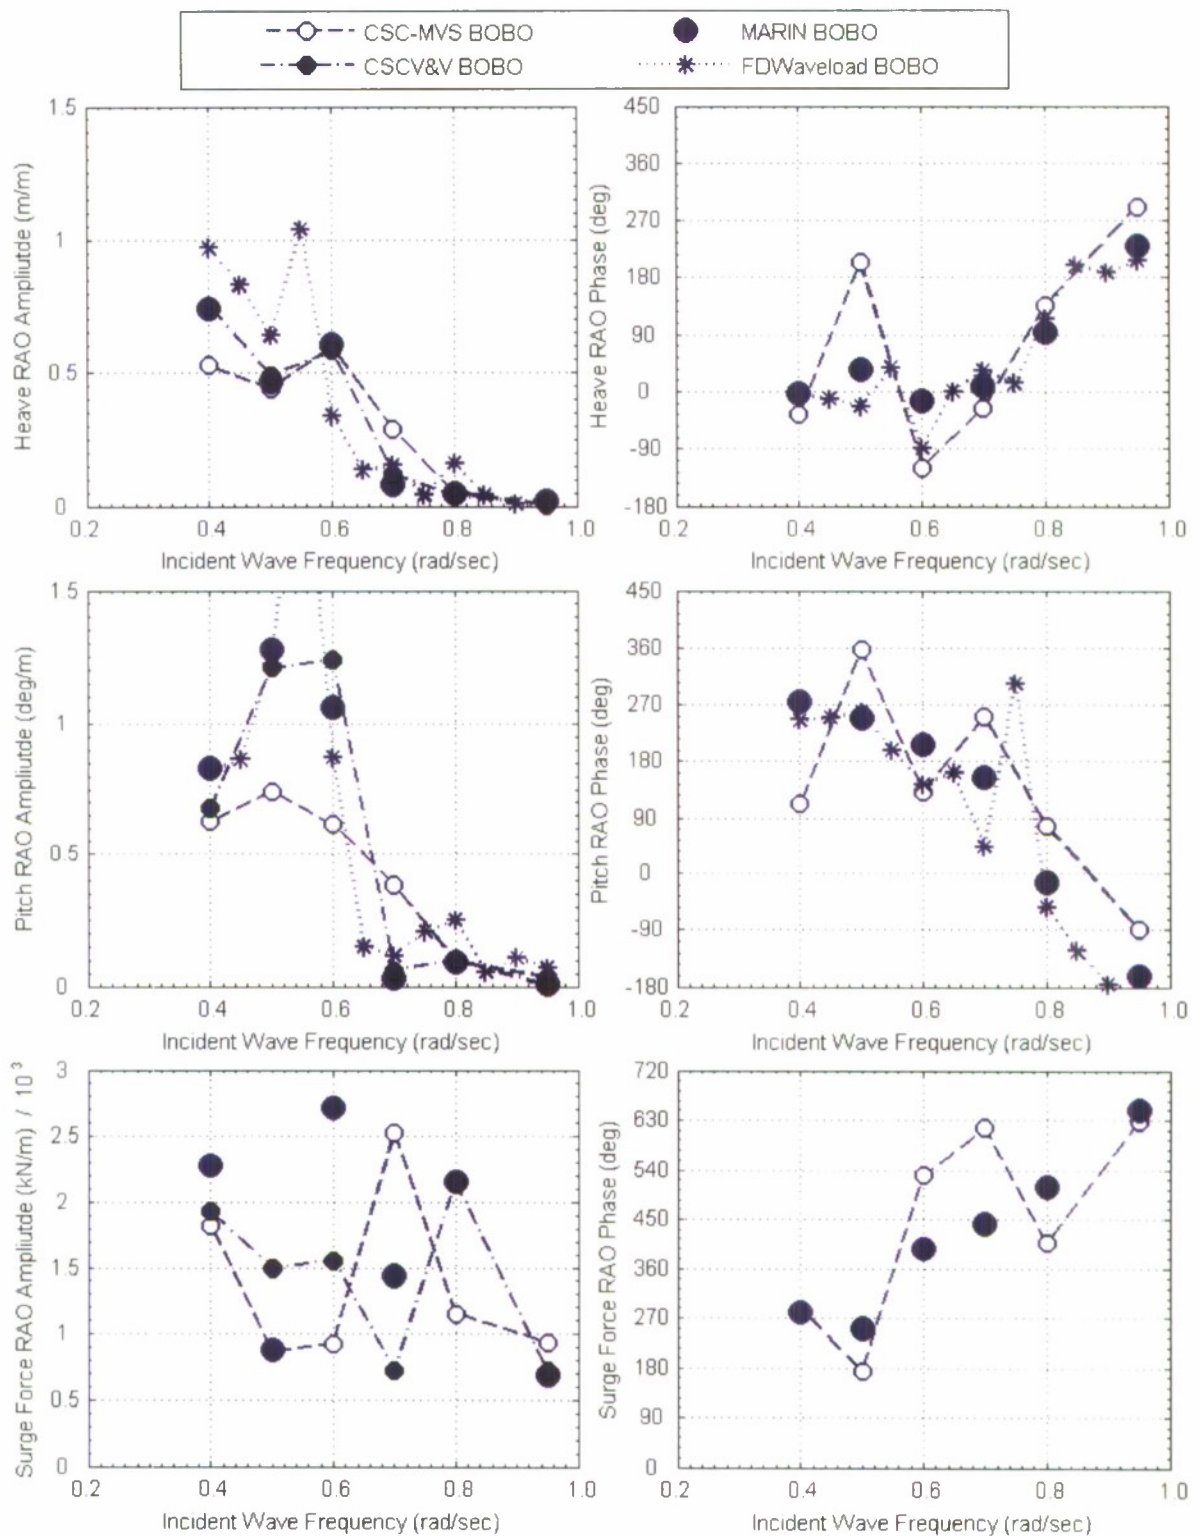 CSC-MVS BOBO MARIN BOBO
CSCV&V BOBO FDWaveload BOBO
Heave RAO Ampliutde (m/m)
1.5
1
0.5
0
0.2 0.4 0.6 0.8 1.0
Incident Wave Frequency (rad/sec)
Heave RAO Phase (deg)
450
360
270
180
90
0
-90
-180
0.2 0.4 0.6 0.8 1.0
Incident Wave Frequency (rad/sec)
Pitch RAO Ampliutde (deg/m)
1.5
1
0.5
0
0.2 0.4 0.6 0.8 1.0
Incident Wave Frequency (rad/sec)
Pitch RAO Phase (deg)
450
360
270
180
90
0
-90
-180
0.2 0.4 0.6 0.8 1.0
Incident Wave Frequency (rad/sec)
Surge Force RAO Ampliutde (kN/m) / 10³
3
2.5
2
1.5
1
0.5
0
0.2 0.4 0.6 0.8 1.0
Incident Wave Frequency (rad/sec)
Surge Force RAO Phase (deg)
720
630
540
450
360
270
180
90
0
0.2 0.4 0.6 0.8 1.0
Incident Wave Frequency (rad/sec)